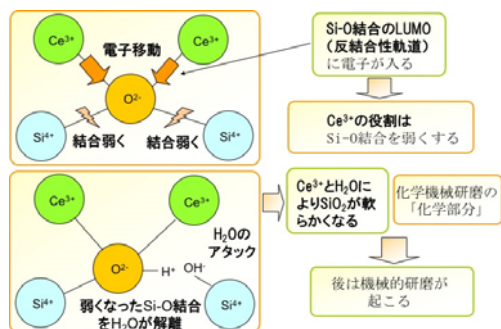 Ce³⁺
Ce³⁺
電子移動
O²⁻
Si⁴⁺
Si⁴⁺
結合弱く
結合弱く
Si-O結合のLUMO
(反結合性軌道)
に電子が入る
Ce³⁺の役割は
Si-O結合を弱くする
Ce³⁺
Ce³⁺
H₂Oの
アタック
O²⁻
H⁺
OH⁻
Si⁴⁺
Si⁴⁺
弱くなったSi-O結合
をH₂Oが解離
Ce³⁺とH₂Oに
よりSiO₂が軟
らかくなる
化学機械研磨の
「化学部分」
後は機械的研磨が
起こる